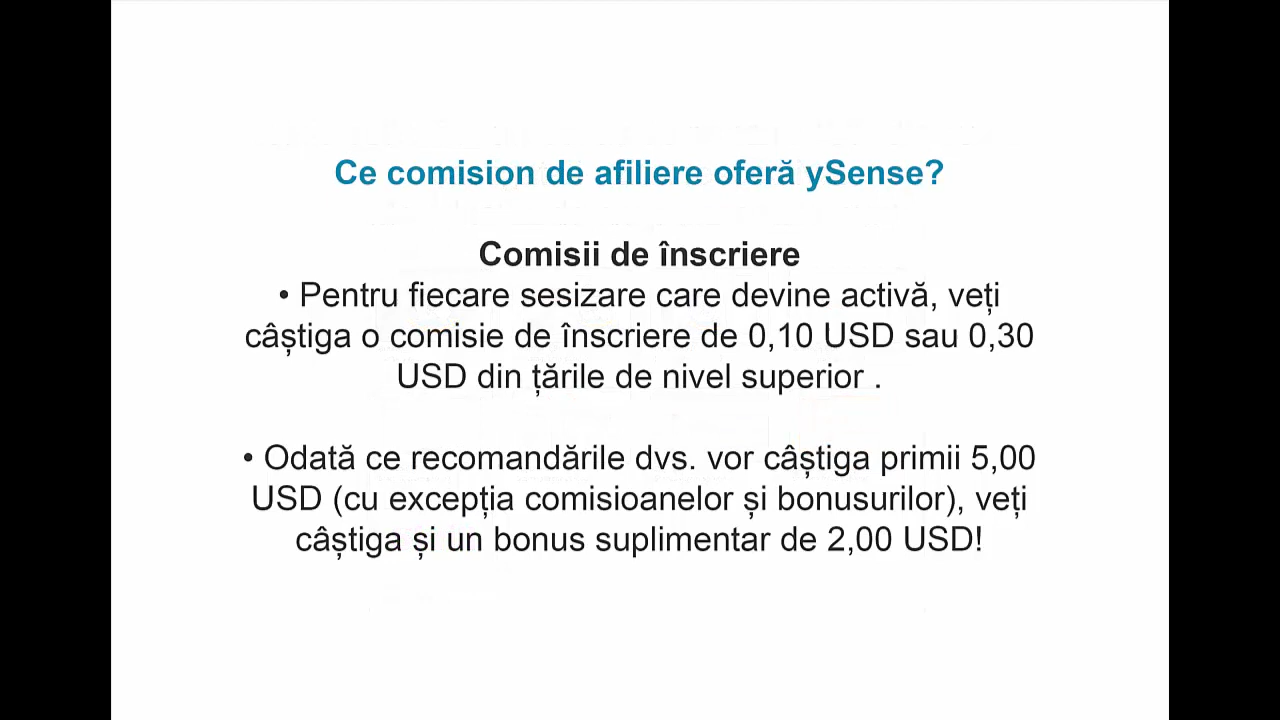 Ce comision de afiliere oferă ySense?
Comisii de înscriere
• Pentru fiecare sesizare care devine activă, veți
câștiga o comisie de înscriere de 0,10 USD sau 0,30
USD din țările de nivel superior .
• Odată ce recomandările dvs. vor câștiga primii 5,00
USD (cu excepția comisioanelor și bonusurilor), veți
câștiga și un bonus suplimentar de 2,00 USD!